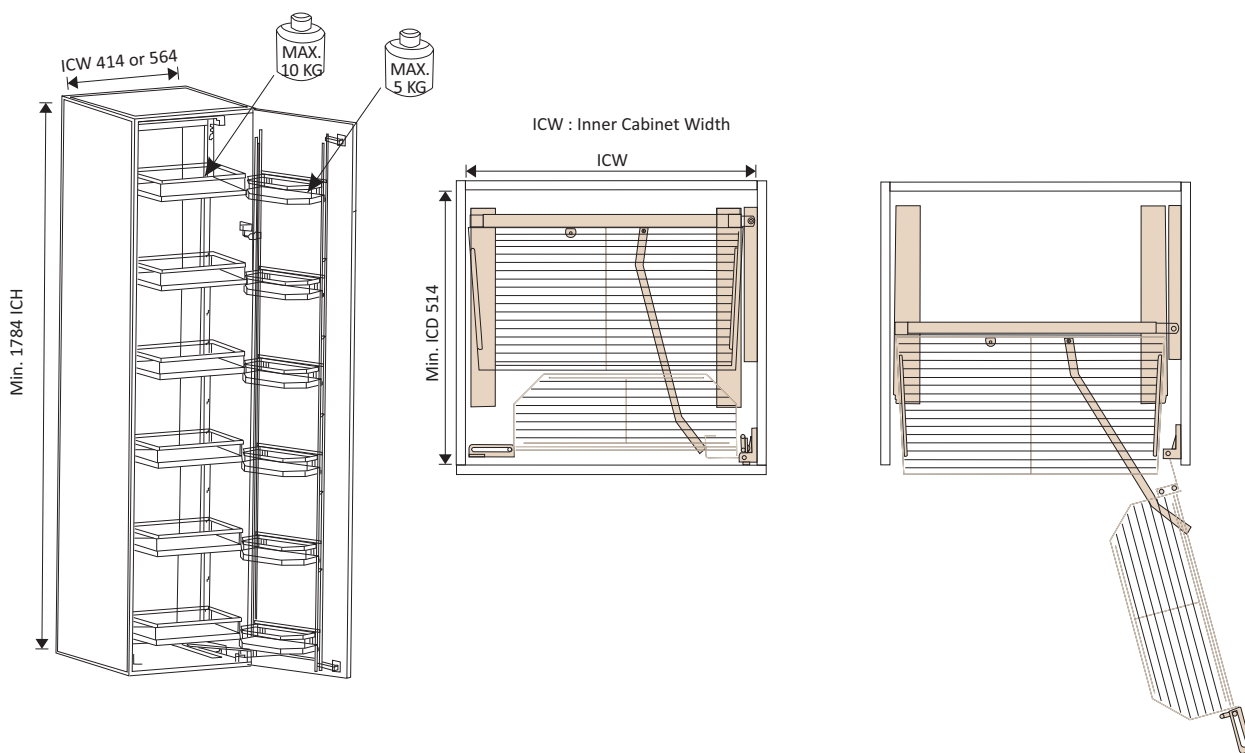 ICW 414 or 564
MAX.
10 KG
MAX.
5 KG
Min. 1784 ICH
ICW : Inner Cabinet Width
ICW
Min. ICD 514